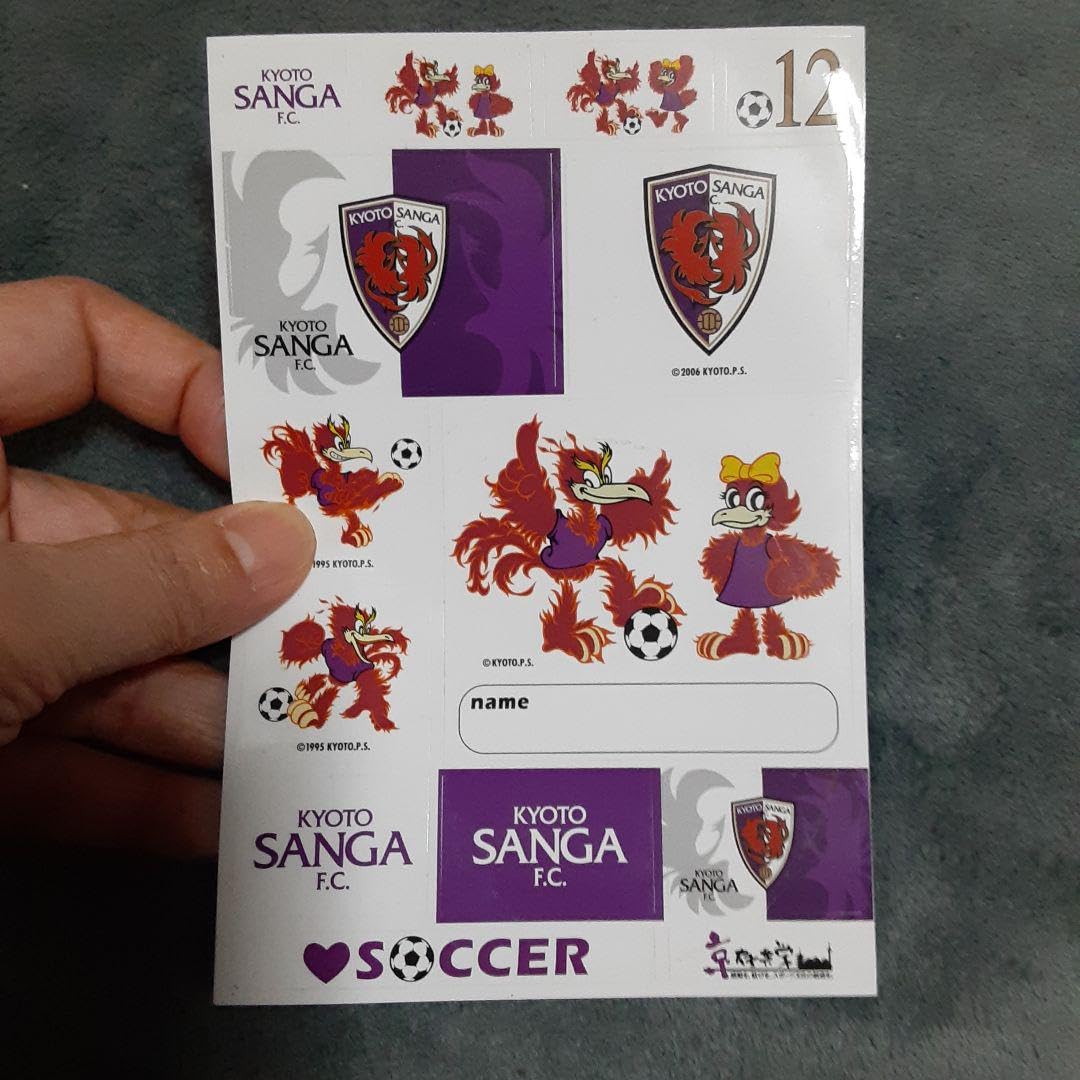 KYOTO
SANGA
F.C.
12
KYOTO SANGA
F.C.
KYOTO
SANGA
F.C.
KYOTO SANGA
F.C.
©2006 KYOTO.P.S.
1995 KYOTO.P.S.
©KYOTO.P.S.
name
©1995 KYOTO.P.S.
KYOTO
SANGA
F.C.
KYOTO
SANGA
F.C.
KYOTO SANGA
KYOTO
SANGA
F.C.
SOCCER